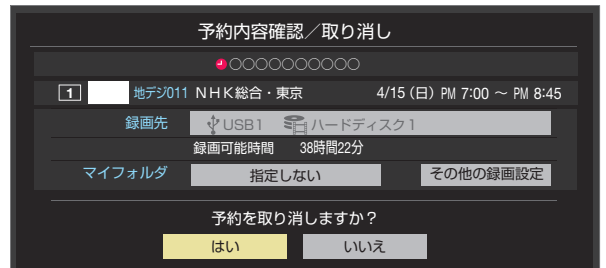 予約内容確認／取り消し
○○○○○○○○○○
1 地デジ011 NHK総合・東京 4/15(日) PM 7:00 ～ PM 8:45
録画先 USB1 ハードディスク1
録画可能時間 38時間22分
マイフォルダ 指定しない その他の録画設定
予約を取り消しますか？
はい いいえ